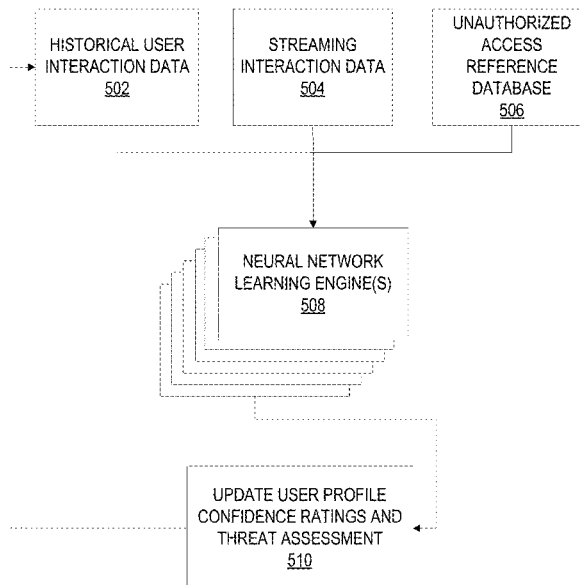 HISTORICAL USER
INTERACTION DATA
502
STREAMING
INTERACTION DATA
504
UNAUTHORIZED
ACCESS
REFERENCE
DATABASE
506
NEURAL NETWORK
LEARNING ENGINE(S)
508
UPDATE USER PROFILE
CONFIDENCE RATINGS AND
THREAT ASSESSMENT
510